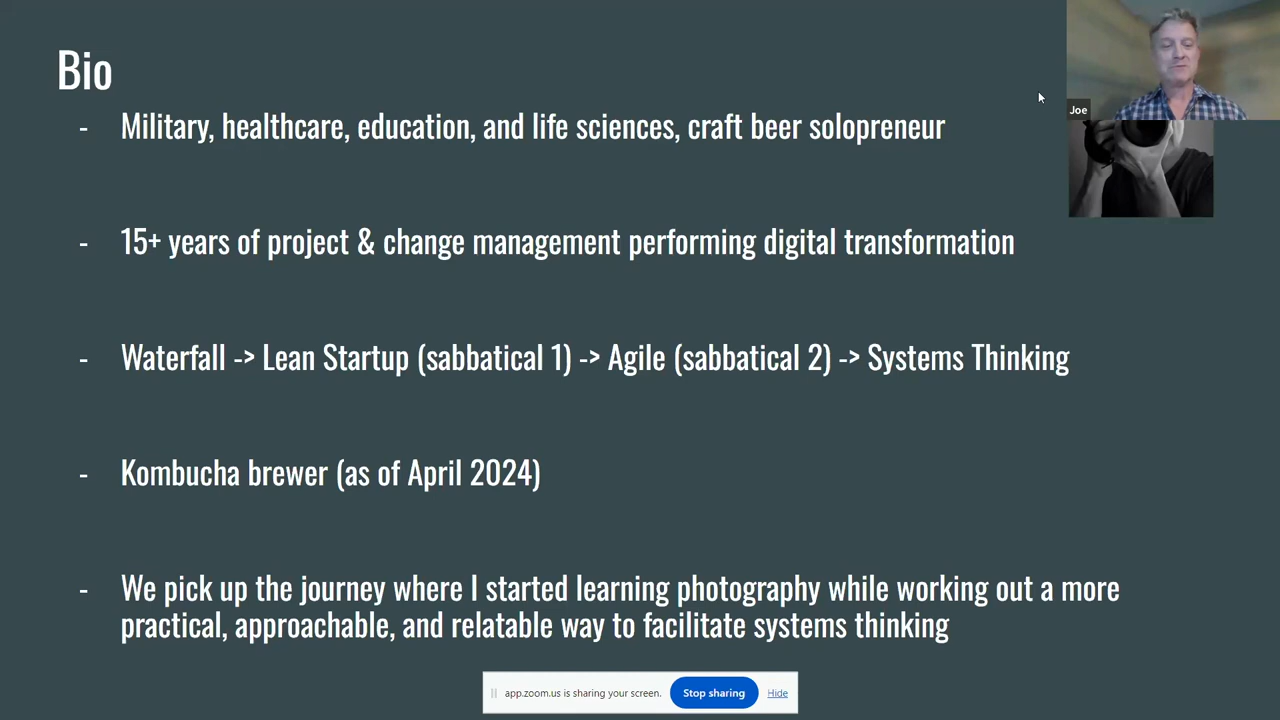 Bio
- Military, healthcare, education, and life sciences, craft beer solopreneur
- 15+ years of project & change management performing digital transformation
- Waterfall -> Lean Startup (sabbatical 1) -> Agile (sabbatical 2) -> Systems Thinking
- Kombucha brewer (as of April 2024)
- We pick up the journey where I started learning photography while working out a more
practical, approachable, and relatable way to facilitate systems thinking
Joe
app.zoom.us is sharing your screen. Stop sharing Hide